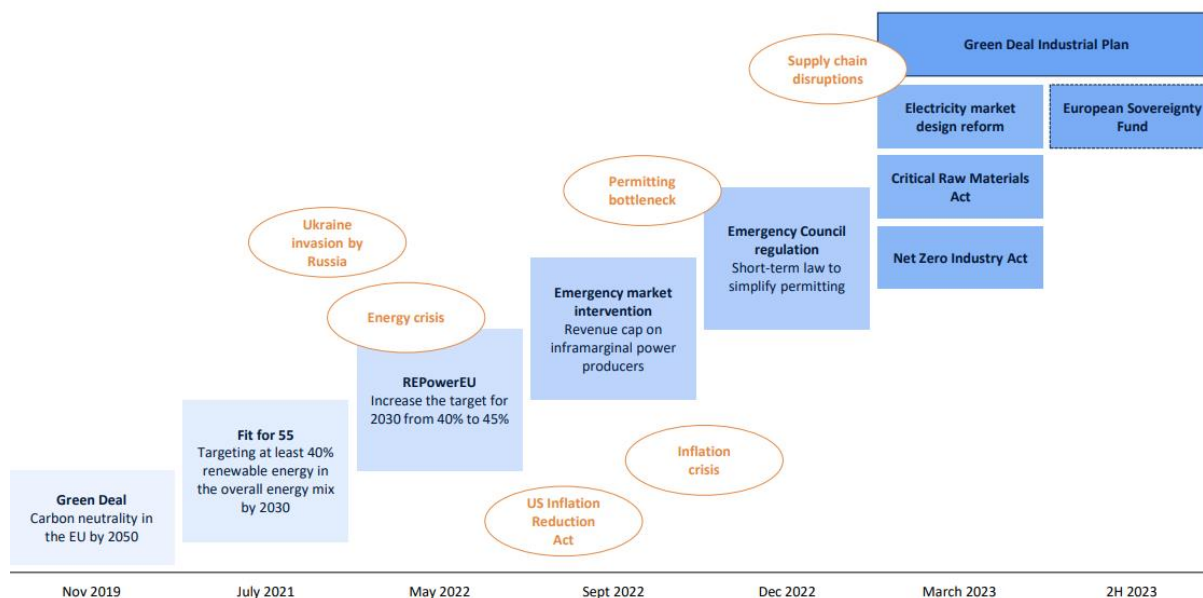 Green Deal Industrial Plan
Supply chain
disruptions
Electricity market
design reform
European Sovereignty
Fund
Permitting
bottleneck
Critical Raw Materials
Act
Ukraine
invasion by
Russia
Emergency Council
regulation
Short-term law to
simplify permitting
Net Zero Industry Act
Energy crisis
Emergency market
intervention
Revenue cap on
inframarginal power
producers
REPowerEU
Increase the target for
2030 from 40% to 45%
Fit for 55
Targeting at least 40%
renewable energy in
the overall energy mix
by 2030
Inflation
crisis
Green Deal
Carbon neutrality in
the EU by 2050
US Inflation
Reduction
Act
Nov 2019
July 2021
May 2022
Sept 2022
Dec 2022
March 2023
2H 2023